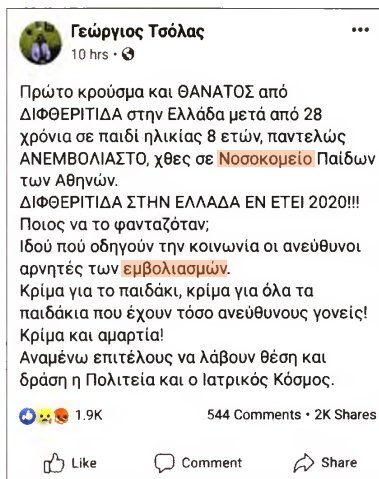 Γεώργιος Τσόλας
10 hrs •
Πρώτο κρούσμα και ΘΑΝΑΤΟΣ από
ΔΙΦΘΕΡΙΤΙΔΑ στην Ελλάδα μετά από 28
χρόνια σε παιδί ηλικίας 8 ετών, παντελώς
ΑΝΕΜΒΟΛΙΑΣΤΟ, χθες σε Νοσοκομείο Παίδων
των Αθηνών.
ΔΙΦΘΕΡΙΤΙΔΑ ΣΤΗΝ ΕΛΛΑΔΑ ΕΝ ΕΤΕΙ 2020!!!
Ποιος να το φανταζόταν;
Ιδού πού οδηγούν την κοινωνία οι ανεύθυνοι
αρνητές των εμβολιασμών.
Κρίμα για το παιδάκι, κρίμα για όλα τα
παιδάκια που έχουν τόσο ανεύθυνους γονείς!
Κρίμα και αμαρτία!
Αναμένω επιτέλους να λάβουν θέση και
δράση η Πολιτεία και ο Ιατρικός Κόσμος.
1.9K 544 Comments • 2K Shares
Like Comment Share